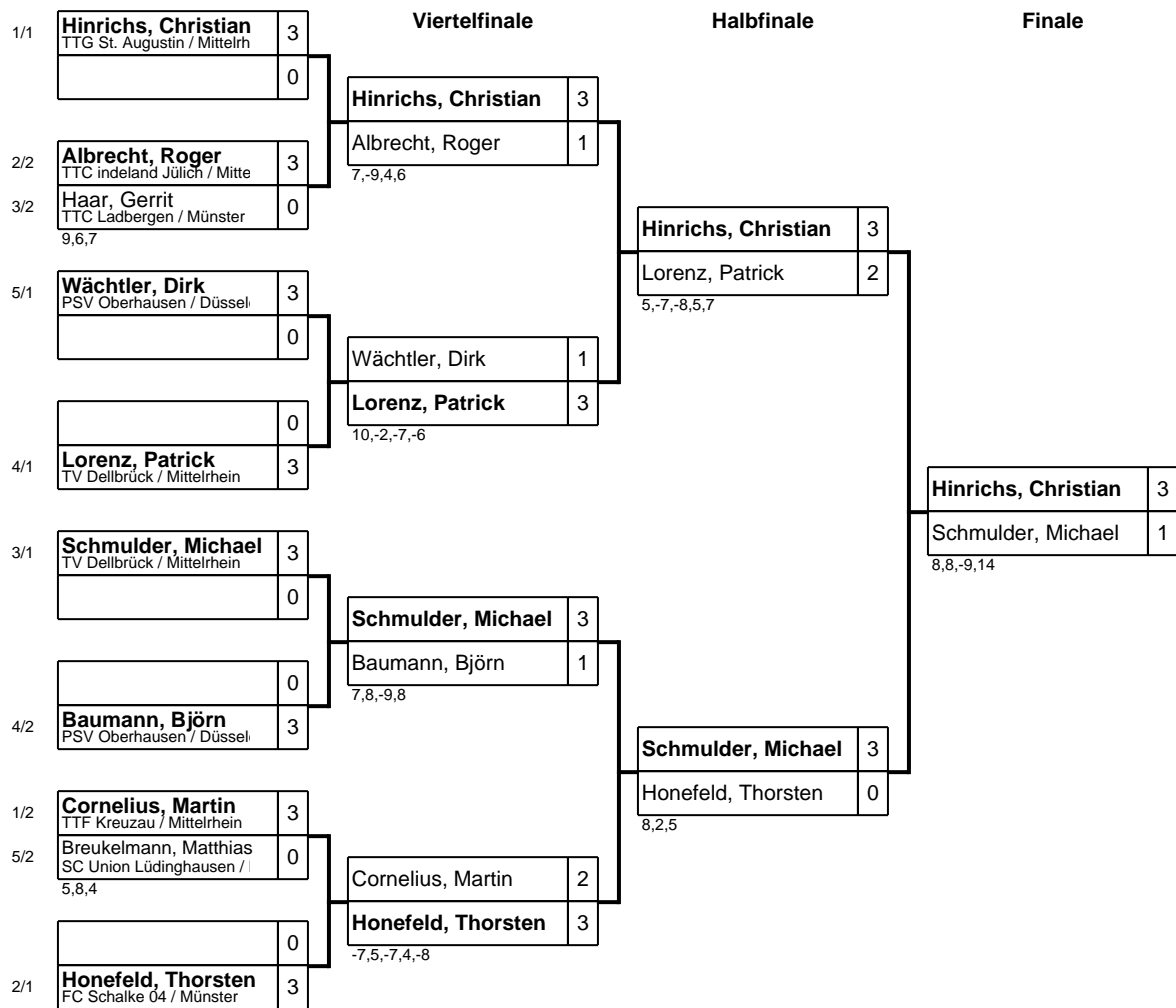 Viertelfinale
Halbfinale
Finale
1/1
Hinrichs, Christian 3
TTG St. Augustin / Mittelrh
0
2/2
Albrecht, Roger 3
TTC indeland Jülich / Mitte
3/2
Haar, Gerrit 0
TTC Ladbergen / Münster
9,6,7
5/1
Wächtler, Dirk 3
PSV Oberhausen / Düssel
0
0
4/1
Lorenz, Patrick 3
TV Dellbrück / Mittelrhein
3/1
Schmulder, Michael 3
TV Dellbrück / Mittelrhein
0
0
4/2
Baumann, Björn 3
PSV Oberhausen / Düssel
1/2
Cornelius, Martin 3
TTF Kreuzau / Mittelrhein
5/2
Breukelmann, Matthias 0
SC Union Lüdinghausen /
5,8,4
0
2/1
Honefeld, Thorsten 3
FC Schalke 04 / Münster
Hinrichs, Christian 3
Albrecht, Roger 1
7,-9,4,6
Wächtler, Dirk 1
Lorenz, Patrick 3
10,-2,-7,-6
Schmulder, Michael 3
Baumann, Björn 1
7,8,-9,8
Cornelius, Martin 2
Honefeld, Thorsten 3
-7,5,-7,4,-8
Hinrichs, Christian 3
Lorenz, Patrick 2
5,-7,-8,5,7
Schmulder, Michael 3
Honefeld, Thorsten 0
8,2,5
Hinrichs, Christian 3
Schmulder, Michael 1
8,8,-9,14